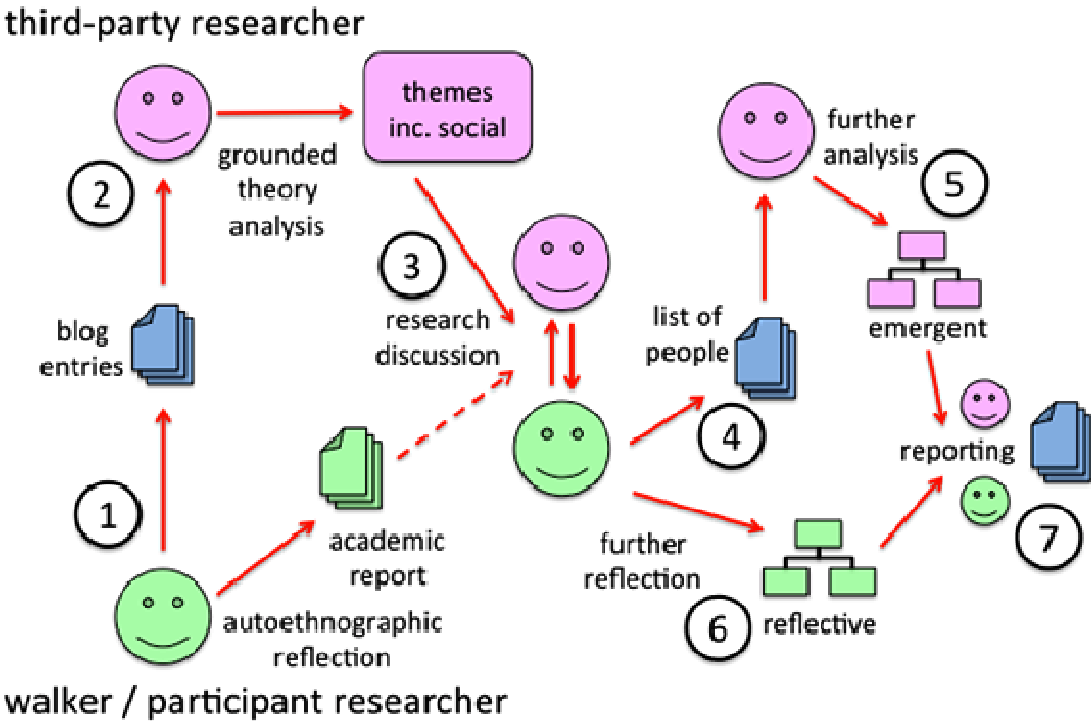 third-party researcher
themes
inc. social
grounded
theory
analysis
2
3
research
discussion
blog
entries
1
academic
report
autoethnographic
reflection
walker / participant researcher
further
analysis
5
list of
people
4
emergent
reporting
7
further
reflection
6
reflective